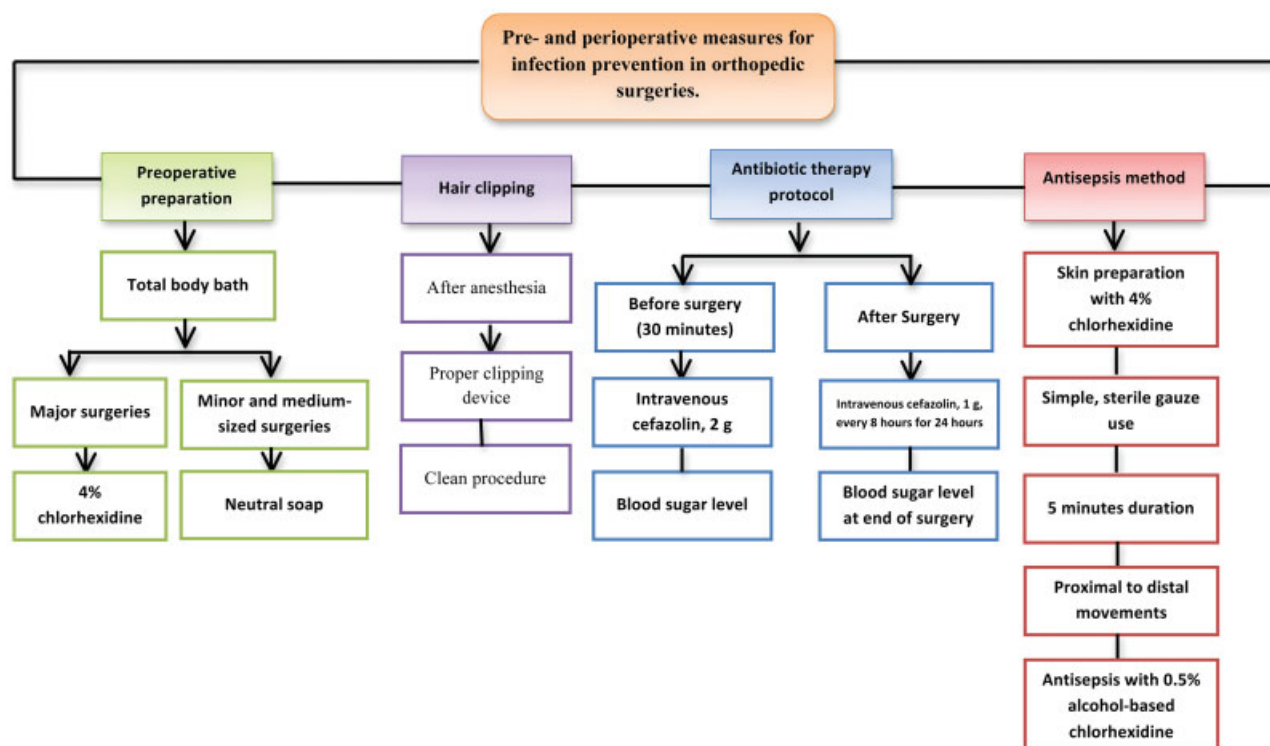 Pre- and perioperative measures for
infection prevention in orthopedic
surgeries.
Preoperative
preparation
Total body bath
Major surgeries
4%
chlorhexidine
Minor and medium-
sized surgeries
Neutral soap
Hair clipping
After anesthesia
Proper clipping
device
Clean procedure
Antibiotic therapy
protocol
Before surgery
(30 minutes)
Intravenous
cefazolin, 2 g
Blood sugar level
After Surgery
Intravenous cefazolin, 1 g,
every 8 hours for 24 hours
Blood sugar level
at end of surgery
Antisepsis method
Skin preparation
with 4%
chlorhexidine
Simple, sterile gauze
use
5 minutes duration
Proximal to distal
movements
Antisepsis with 0.5%
alcohol-based
chlorhexidine